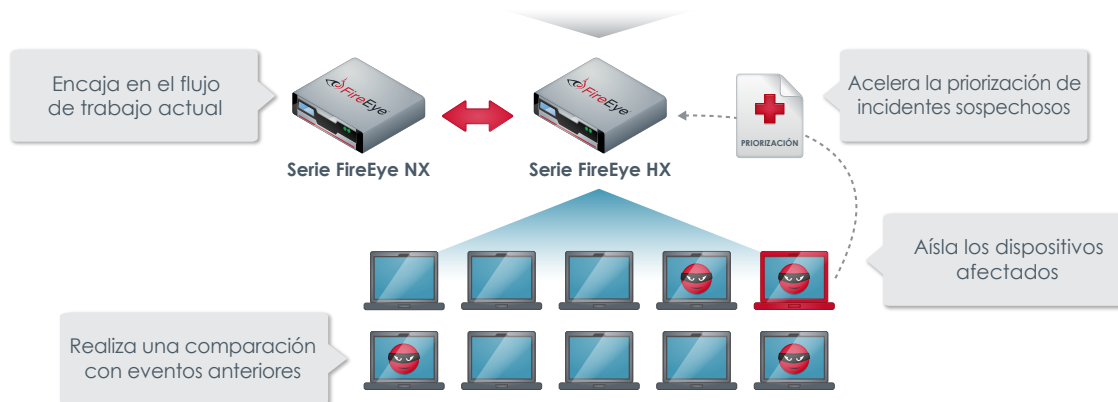 Encaja en el flujo
de trabajo actual
FireEye
FireEye
Acelera la priorización de
incidentes sospechosos
PRIORIZACIÓN
Serie FireEye NX
Serie FireEye HX
Aísla los dispositivos
afectados
Realiza una comparación
con eventos anteriores